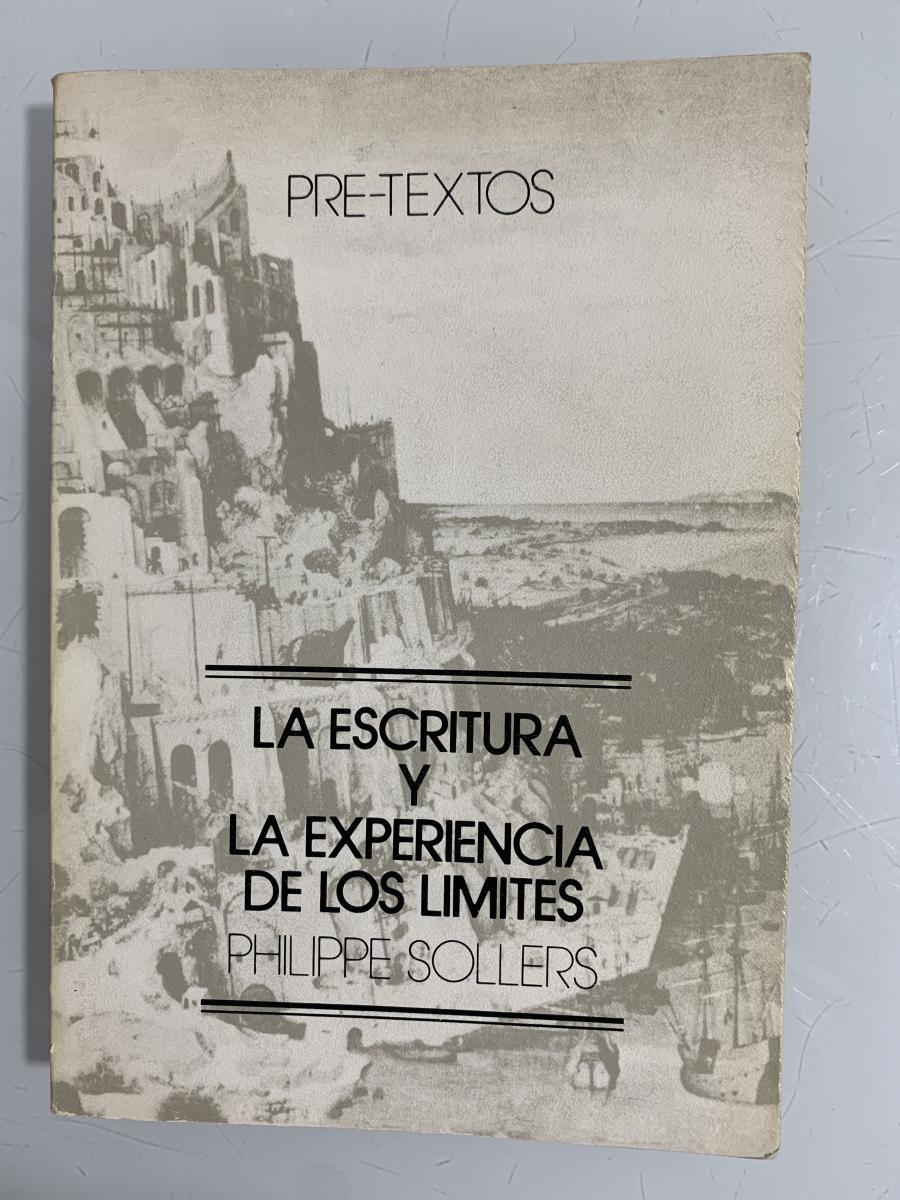 PRE-TEXTOS
LA ESCRITURA
Y
LA EXPERIENCIA
DE LOS LIMITES
PHILIPPE SOLLERS